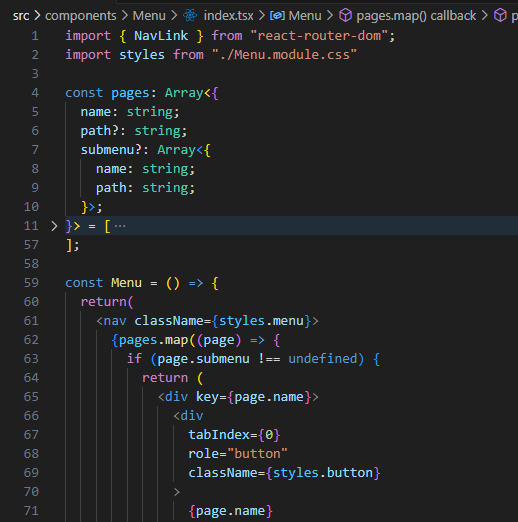 src > components > Menu > index.tsx > Menu > pages.map() callback > p
1 import { NavLink } from "react-router-dom";
2 import styles from "./Menu.module.css"
3
4 const pages: Array<{
5   name: string;
6   path?: string;
7   submenu?: Array<{
8     name: string;
9     path: string;
10   }>;
11 > }> = [ ⋯
57 ];
58
59 const Menu = () => {
60   return(
61     <nav className={styles.menu}>
62       {pages.map((page) => {
63         if (page.submenu !== undefined) {
64           return (
65             <div key={page.name}>
66               <div
67                 tabIndex={0}
68                 role="button"
69                 className={styles.button}
70               >
71                 {page.name}